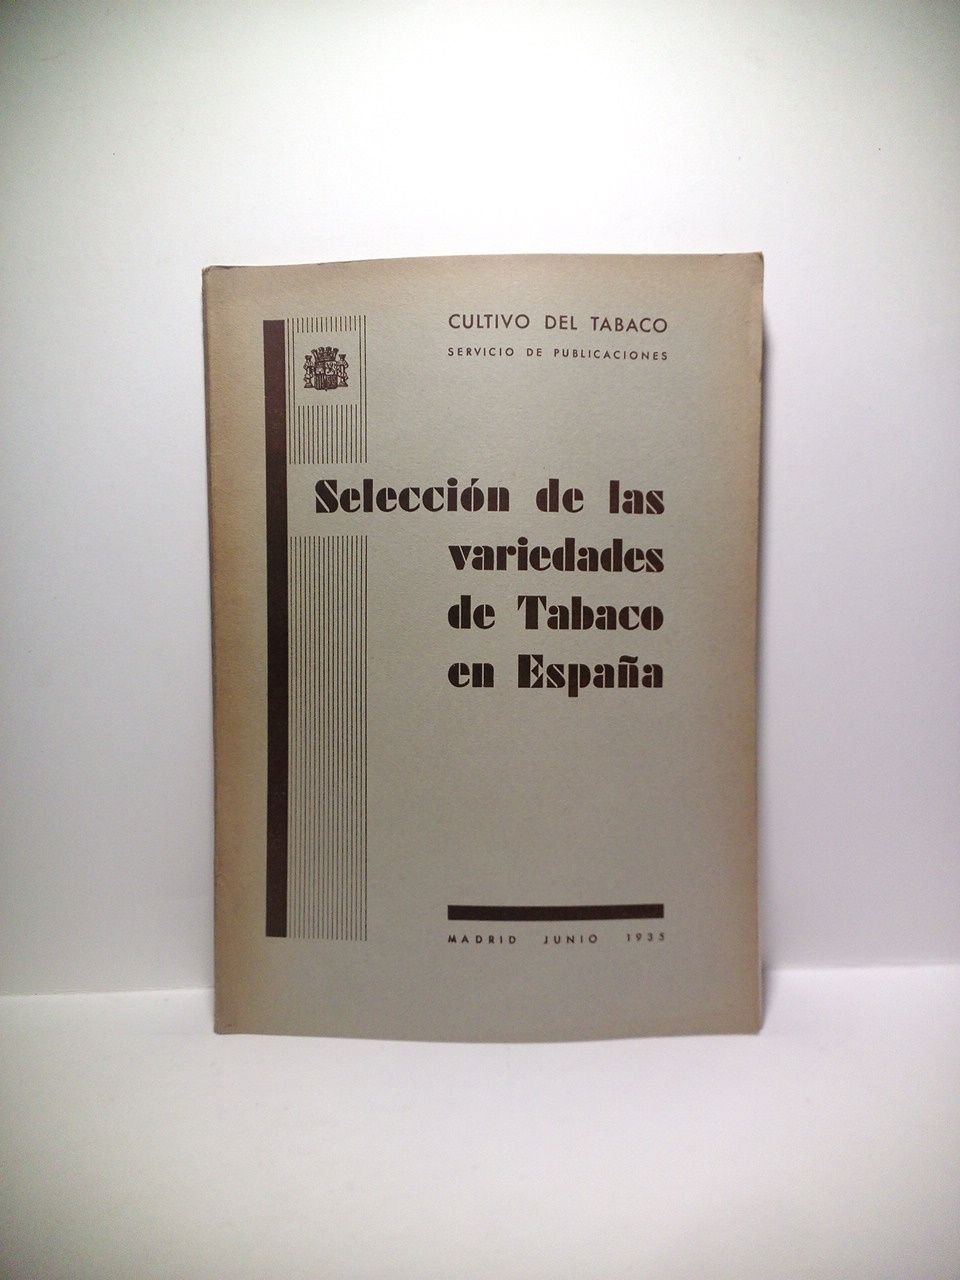 CULTIVO DEL TABACO
SERVICIO DE PUBLICACIONES
Selección de las
variedades
de Tabaco
en España
MADRID JUNIO 1935